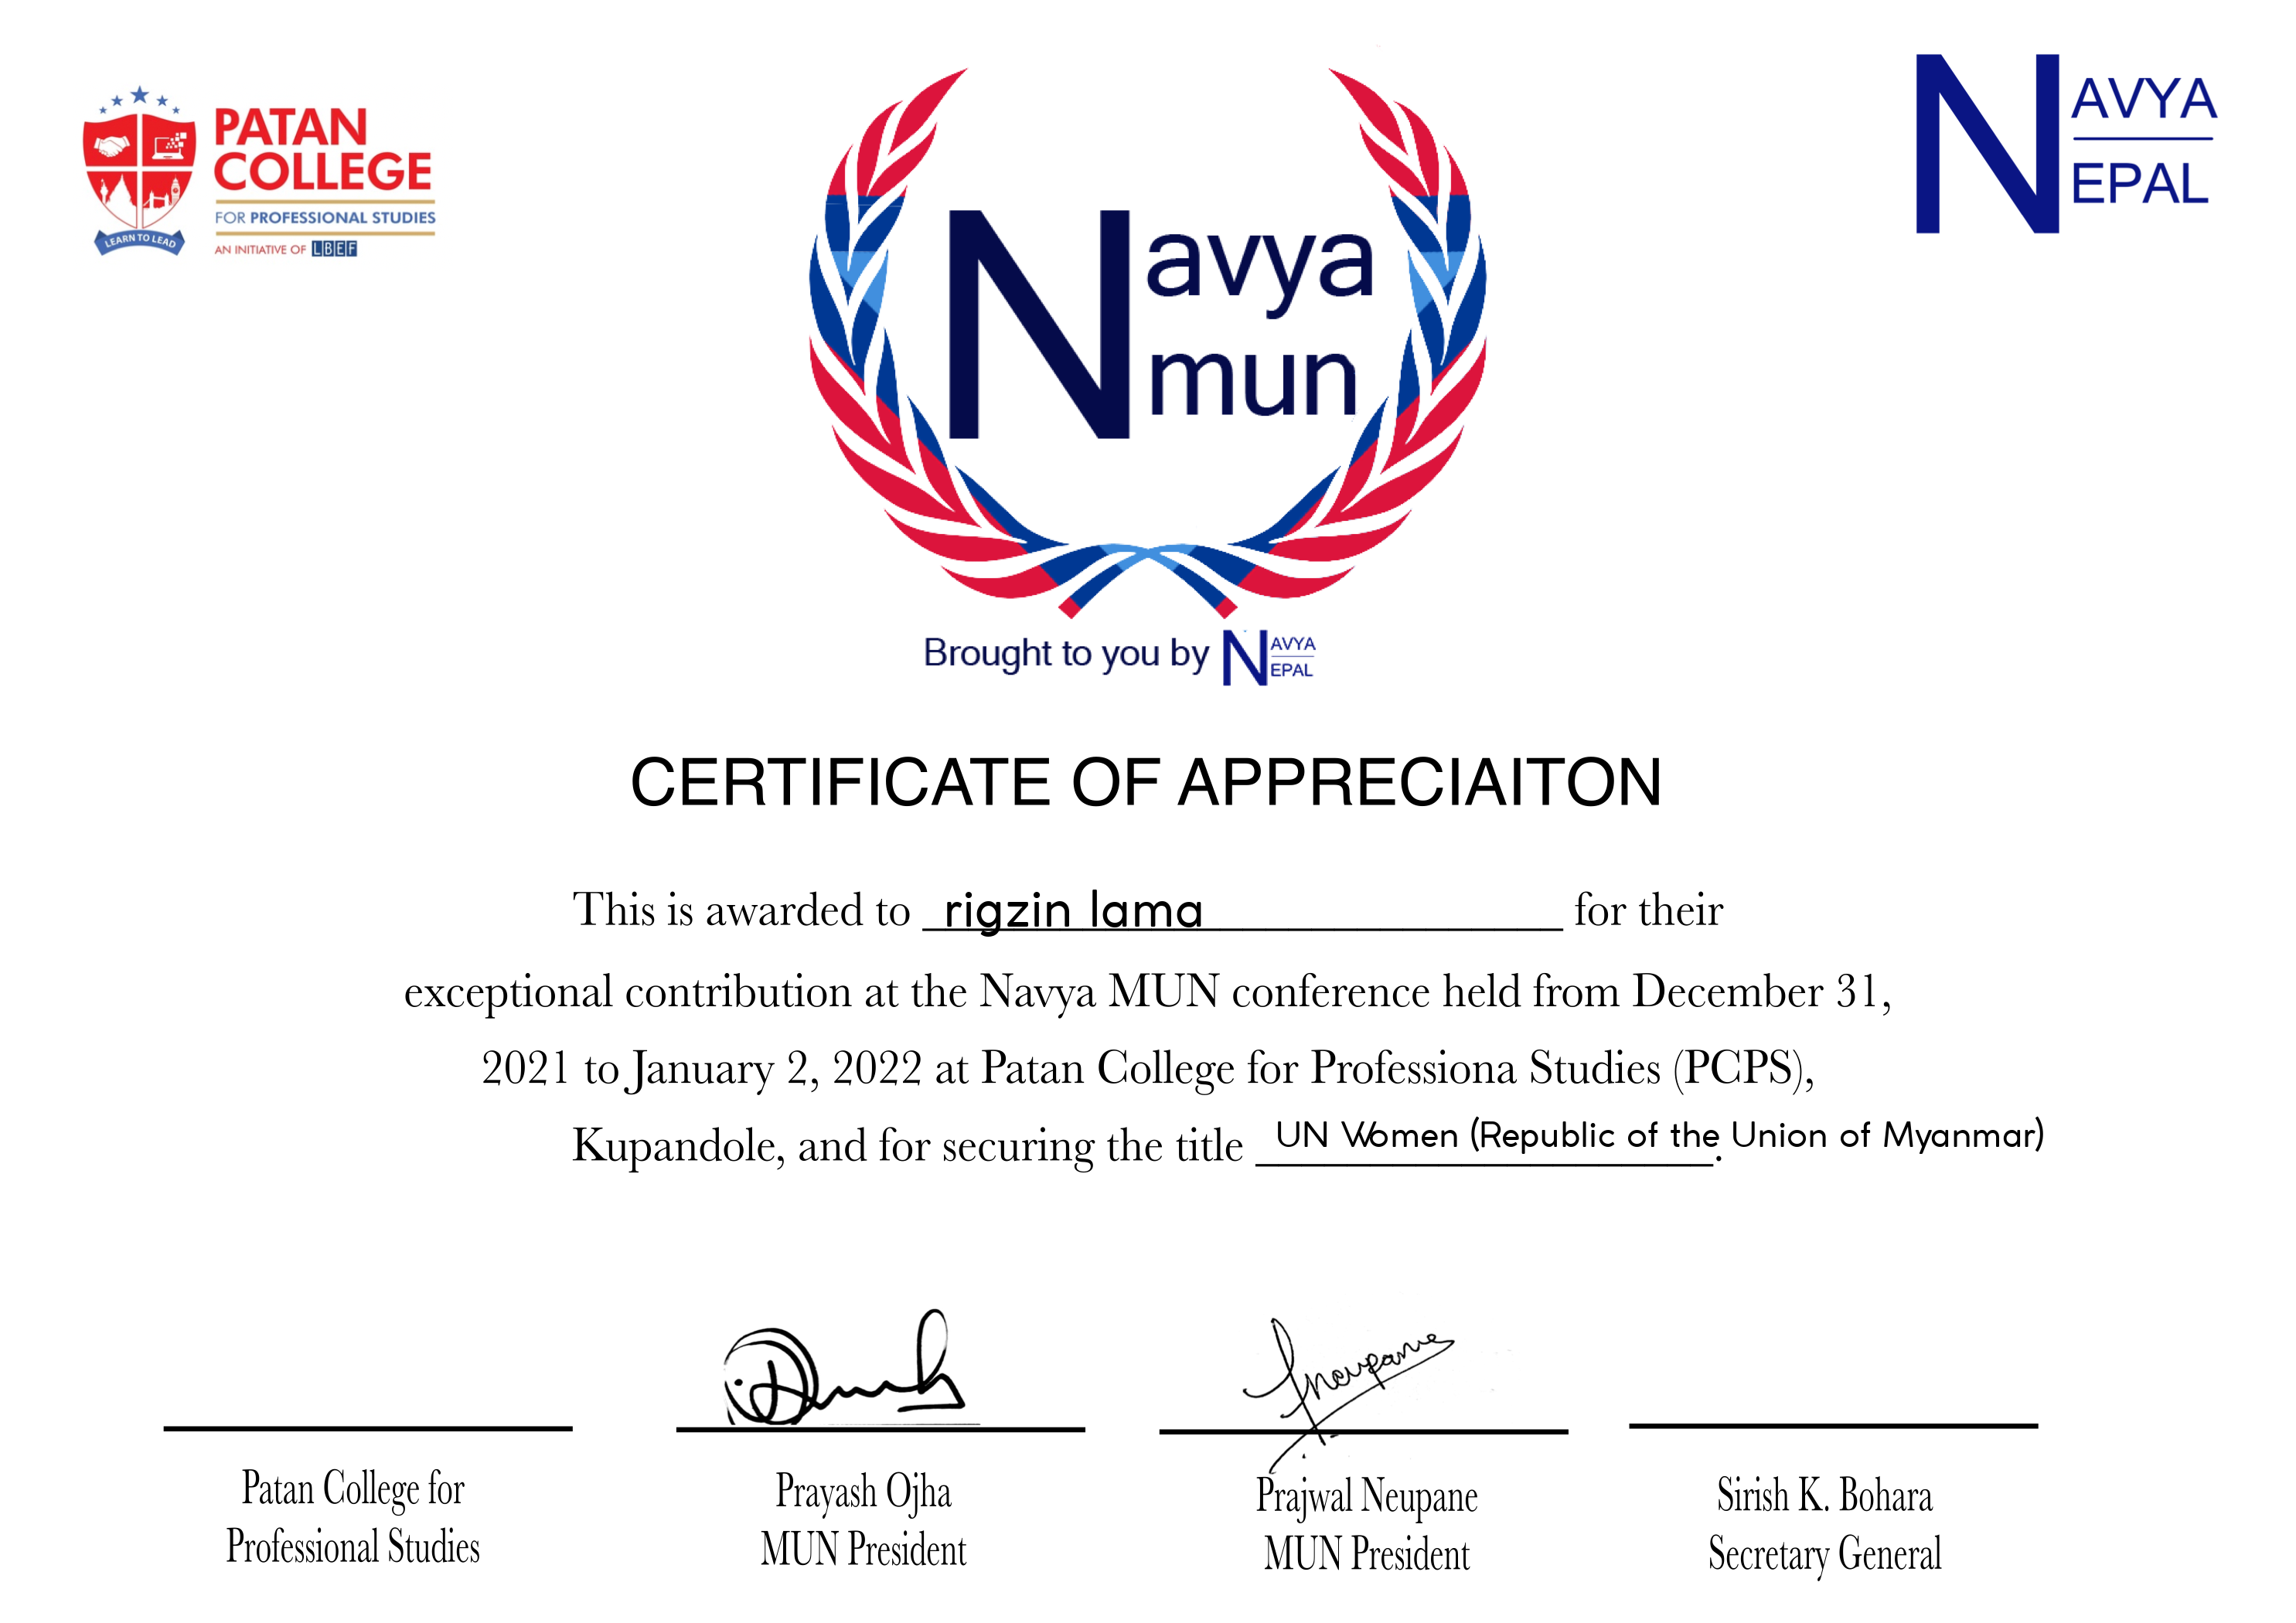 PATAN
COLLEGE
FOR PROFESSIONAL STUDIES
AN INITIATIVE OF LBEF
LEARN TO LEAD
Navya
mun
NAVYA
NEPAL
Brought to you by NAVYA
NEPAL
CERTIFICATE OF APPRECIAITON
This is awarded to rigzin lama for their
exceptional contribution at the Navya MUN conference held from December 31,
2021 to January 2, 2022 at Patan College for Professiona Studies (PCPS),
Kupandole, and for securing the title UN Women (Republic of the Union of Myanmar).
Neupane
Patan College for
Professional Studies
Prayash Ojha
MUN President
Prajwal Neupane
MUN President
Sirish K. Bohara
Secretary General